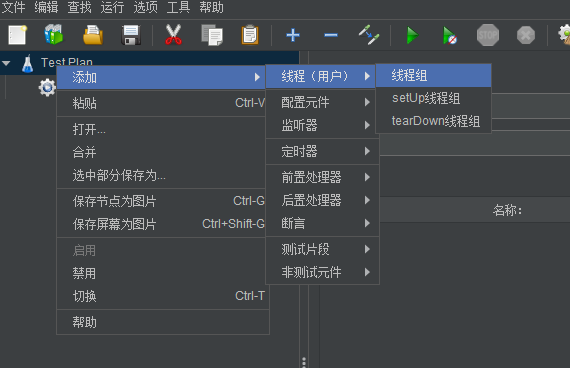 文件 编辑 查找 运行 选项 工具 帮助
STOP
Test Plan
添加
粘贴 Ctrl-V
打开...
合并
选中部分保存为...
保存节点为图片 Ctrl-G
保存屏幕为图片 Ctrl+Shift-G
启用
禁用
切换 Ctrl-T
帮助
线程（用户）
配置元件
监听器
定时器
前置处理器
后置处理器
断言
测试片段
非测试元件
线程组
setUp线程组
tearDown线程组
名称: